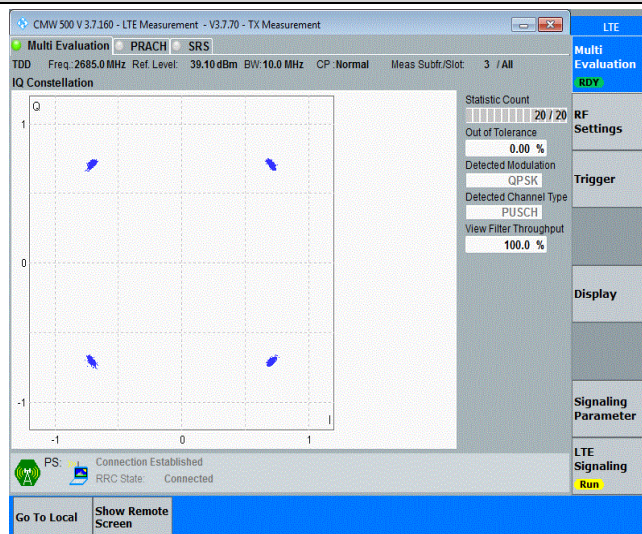 CMW 500 V 3.7.160 - LTE Measurement - V3.7.70 - TX Measurement
LTE
Multi Evaluation PRACH SRS
Multi
Evaluation
RDY
TDD Freq.: 2685.0 MHz Ref. Level: 39.10 dBm BW: 10.0 MHz CP : Normal Meas Subfr./Slot: 3 / All
IQ Constellation
Q
1
0
-1
-1 0 1
I
Statistic Count
20 / 20
Out of Tolerance
0.00 %
Detected Modulation
QPSK
Detected Channel Type
PUSCH
View Filter Throughput
100.0 %
RF
Settings
Trigger
Display
Signaling
Parameter
LTE
Signaling
Run
PS: Connection Established
RRC State: Connected
Go To Local
Show Remote
Screen